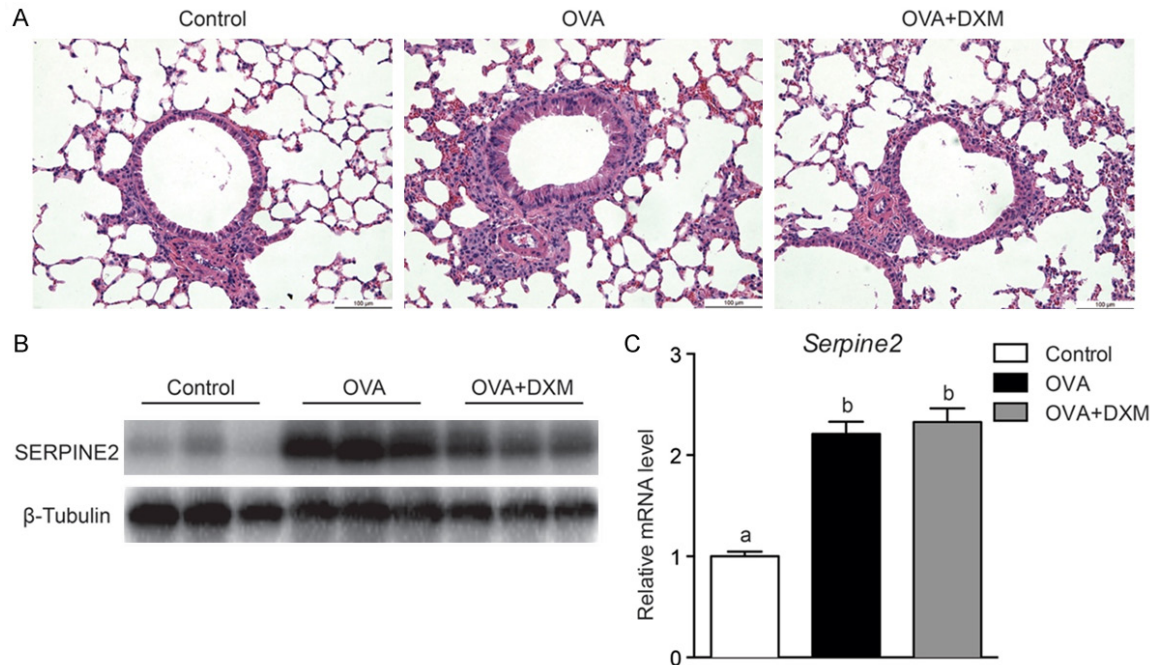 A
Control
OVA
OVA+DXM
100 μm
100 μm
100 μm
B
Control
OVA
OVA+DXM
SERPINE2
β-Tubulin
C
Serpine2
Relative mRNA level
3
2
1
0
a
b
b
Control
OVA
OVA+DXM